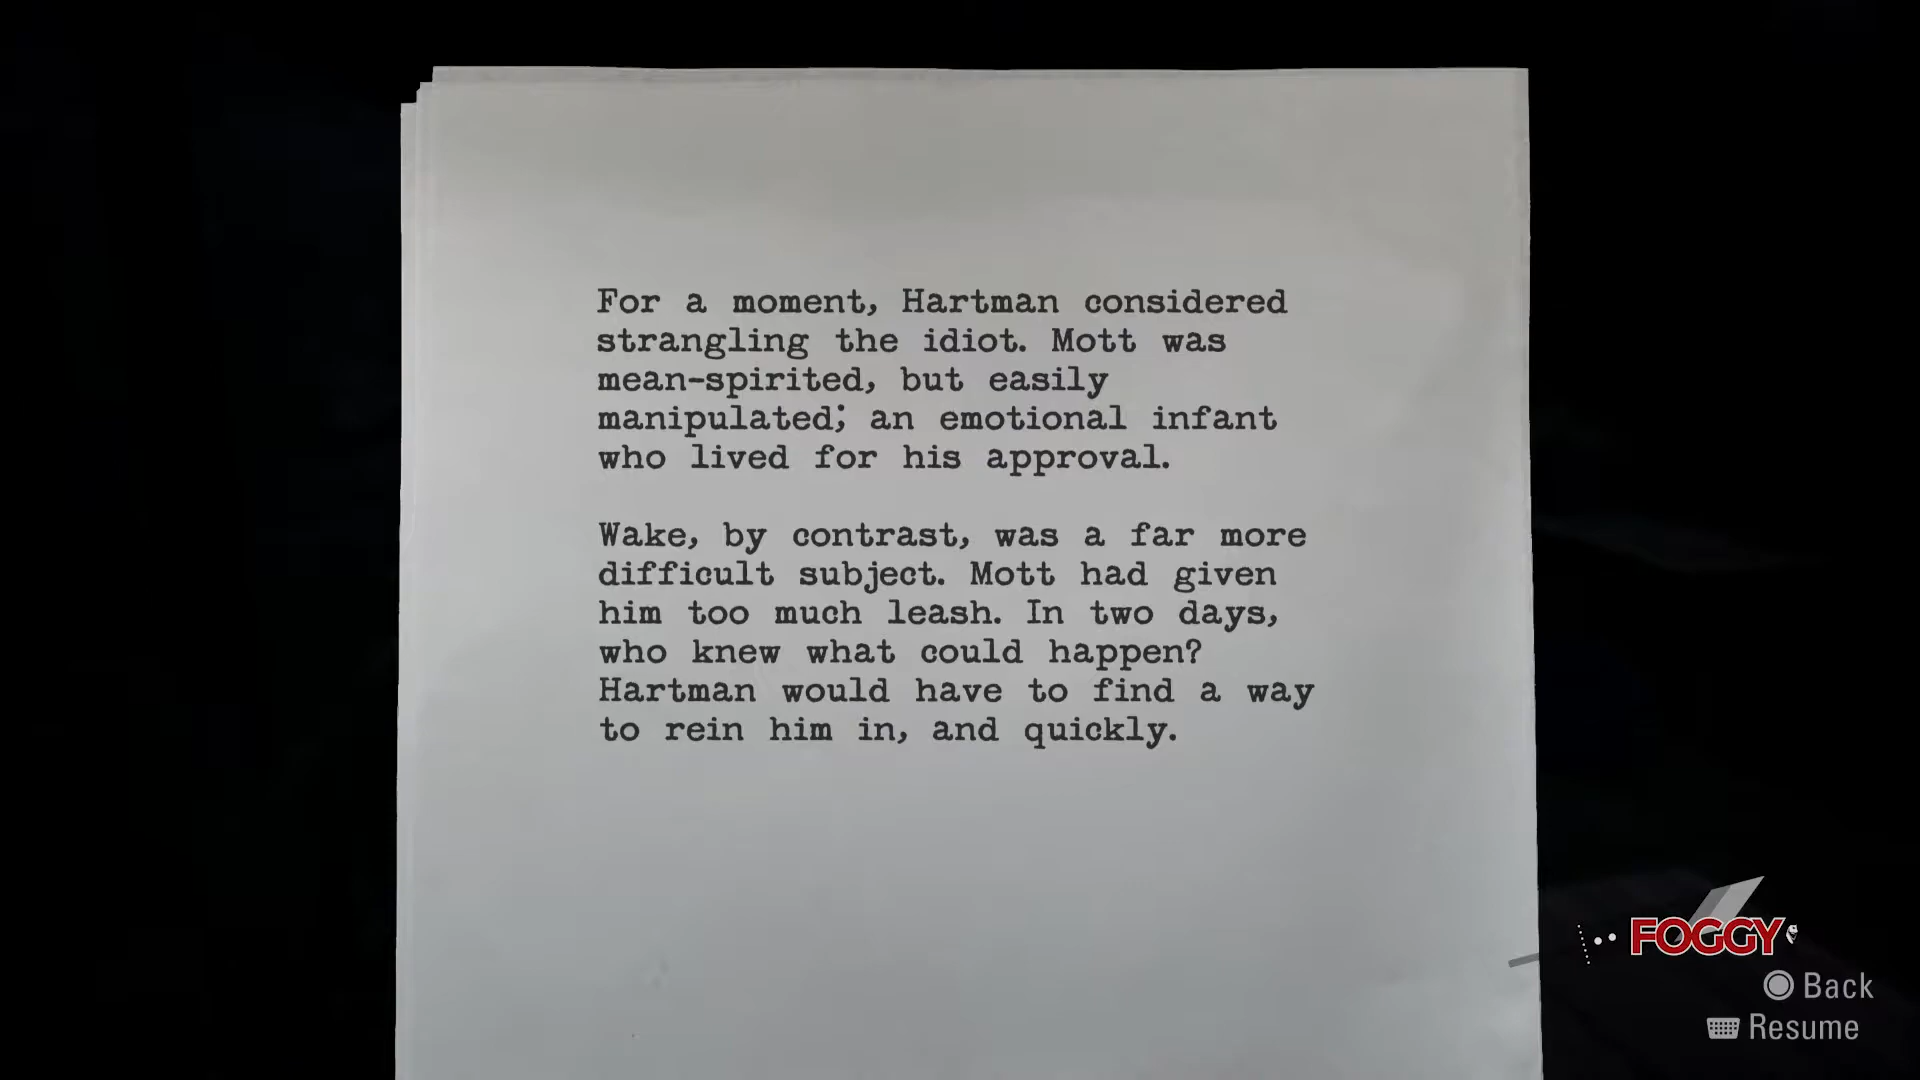 For a moment, Hartman considered
strangling the idiot. Mott was
mean-spirited, but easily
manipulated; an emotional infant
who lived for his approval.
Wake, by contrast, was a far more
difficult subject. Mott had given
him too much leash. In two days,
who knew what could happen?
Hartman would have to find a way
to rein him in, and quickly.
FOGGY
Back
Resume